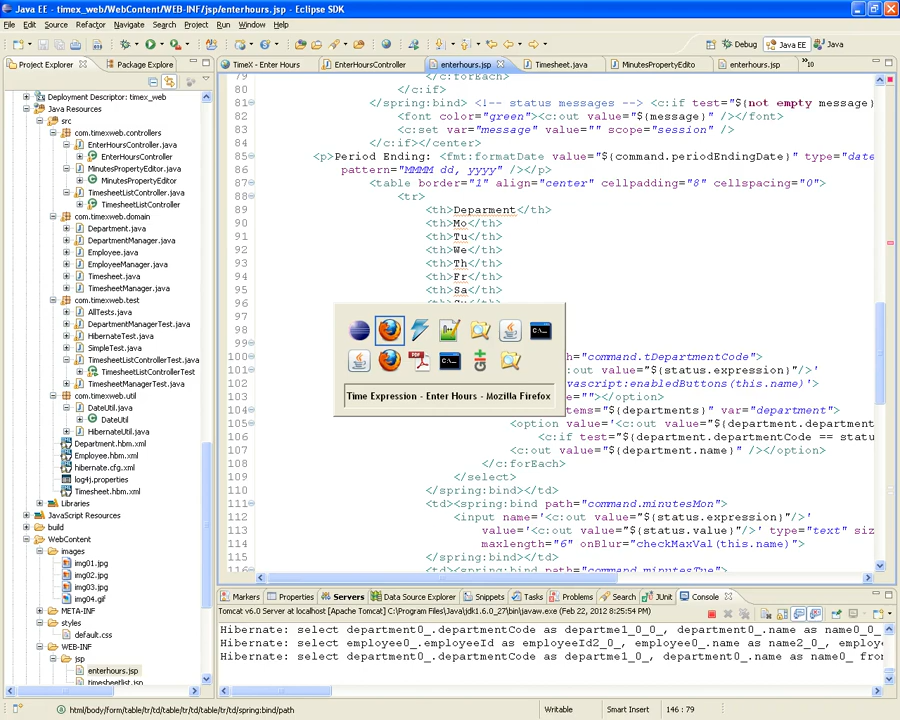 Java EE - timex_web/WebContent/WEB-INF/jsp/enterhours.jsp - Eclipse SDK
File Edit Source Refactor Navigate Search Project Run Window Help
Debug Java EE Java
Project Explorer Package Explore
TimeX - Enter Hours EnterHoursController enterhours.jsp Timesheet.java MinutesPropertyEdito enterhours.jsp 10
Deployment Descriptor: timex_web
Java Resources
src
com.timexweb.controllers
EnterHoursController.java
EnterHoursController
MinutesPropertyEditor.java
MinutesPropertyEditor
TimesheetListController.java
TimesheetListController
com.timexweb.domain
Department.java
DepartmentManager.java
Employee.java
EmployeeManager.java
Timesheet.java
TimesheetManager.java
com.timexweb.test
AllTests.java
DepartmentManagerTest.java
HibernateTest.java
SimpleTest.java
TimesheetListControllerTest.java
TimesheetListControllerTest
TimesheetManagerTest.java
com.timexweb.util
DateUtil.java
DateUtil
HibernateUtil.java
Department.hbm.xml
Employee.hbm.xml
hibernate.cfg.xml
log4j.properties
Timesheet.hbm.xml
Libraries
JavaScript Resources
build
WebContent
images
img01.jpg
img02.jpg
img03.jpg
img04.gif
META-INF
styles
default.css
WEB-INF
jsp
enterhours.jsp
timesheetlist.jsp
79 </c:forEach>
80 </c:if>
81 </spring:bind> <!-- status messages --> <c:if test="${not empty message}
82 <font color="green"><c:out value="${message}" /></font>
83 <c:set var="message" value="" scope="session" />
84 </c:if></center>
85 <p>Period Ending: <fmt:formatDate value="${command.periodEndingDate}" type="date
86 pattern="MMMM dd, yyyy" /></p>
87 <table border="1" align="center" cellpadding="8" cellspacing="0">
88 <tr>
89 <th>Deparment</th>
90 <th>Mo</th>
91 <th>Tu</th>
92 <th>We</th>
93 <th>Th</th>
94 <th>Fr</th>
95 <th>Sa</th>
96
97
98
99
100 ="command.tDepartmentCode">
101 :out value="${status.expression}"/>'
102 avascript:enabledButtons(this.name)'>
103 =""></option>
104 tems="${departments}" var="department">
105 <option value='<c:out value="${department.department
106 <c:if test="${department.departmentCode == statu
107 <c:out value="${department.name}" /></option>
108 </c:forEach>
109 </select>
110 </spring:bind></td>
111 <td><spring:bind path="command.minutesMon">
112 <input name='<c:out value="${status.expression}"/>'
113 value='<c:out value="${status.value}"/>' type="text" siz
114 maxlength="6" onBlur="checkMaxVal(this.name)">
115 </spring:bind></td>
116 <td><spring:bind path="command.minutesTue">
Time Expression - Enter Hours - Mozilla Firefox
Markers Properties Servers Data Source Explorer Snippets Tasks Problems Search JUnit Console
Tomcat v6.0 Server at localhost [Apache Tomcat] C:\Program Files\Java\jdk1.6.0_27\bin\javaw.exe (Feb 22, 2012 8:25:54 PM)
Hibernate: select department0_.departmentCode as departme1_0_0_, department0_.name as name0_0_
Hibernate: select employee0_.employeeId as employeeId2_0_, employee0_.name as name2_0_, employe
Hibernate: select department0_.departmentCode as departme1_0_, department0_.name as name0_ from
html/body/form/table/tr/td/table/tr/td/table/tr/td/spring:bind/path
Writable Smart Insert 146 : 79